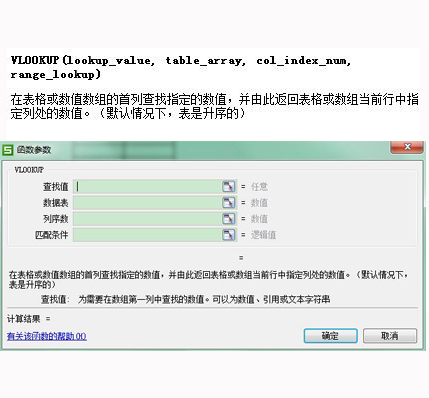 VLOOKUP(lookup_value, table_array, col_index_num,
range_lookup)
在表格或数值数组的首列查找指定的数值，并由此返回表格或数组当前行中指
定列处的数值。（默认情况下，表是升序的）
函数参数
VLOOKUP
查找值 = 任意
数据表 = 数值
列序数 = 数值
匹配条件 = 逻辑值
=
在表格或数值数组的首列查找指定的数值，并由此返回表格或数组当前行中指定列处的数值。（默认情况下，
表是升序的）
查找值： 为需要在数组第一列中查找的数值。可以为数值、引用或文本字符串
计算结果 =
有关该函数的帮助(H) 确定 取消